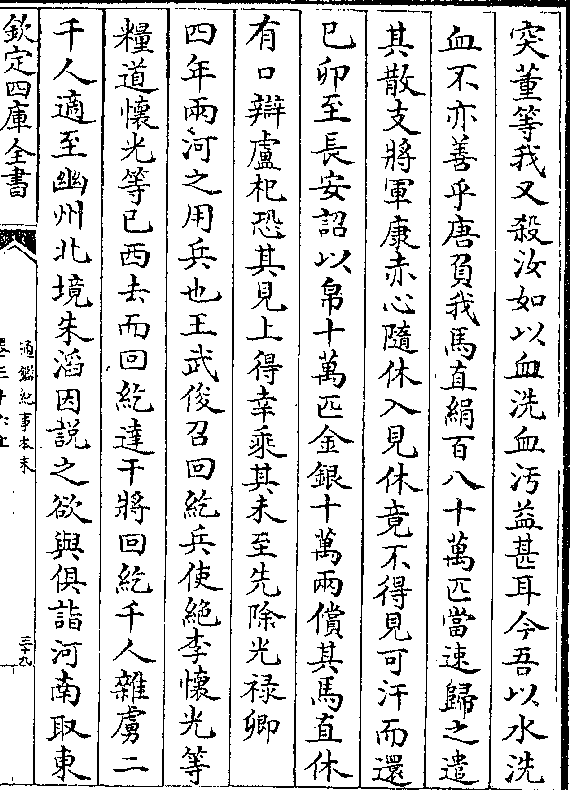 突董等我又殺汝如以血洗血汚益甚耳今吾以水洗
血不亦善乎唐負我馬直絹百八十萬匹當速歸之遣
其散支將軍康赤心隨休入見休竟不得見可汗而還
已卯至長安詔以帛十萬匹金銀十萬兩償其馬直休
有口辯盧𣏌恐其見上得幸乘其未至先除光禄卿
四年兩河之用兵也王武俊召回紇兵使絶李懷光等
糧道懷光等已西去而回紇達干將回紇千人雜虜二
千人適至幽州北境朱滔因説之欲與俱詣河南取東
欽定四庫全書
通鑑紀事本末
三十九